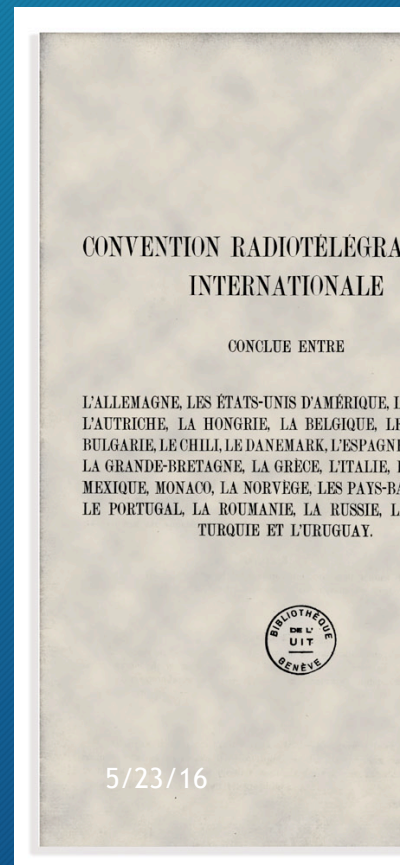 CONVENTION RADIOTÉLÉGRA
INTERNATIONALE
CONCLUE ENTRE
L'ALLEMAGNE, LES ÉTATS-UNIS D'AMÉRIQUE, L
L'AUTRICHE, LA HONGRIE, LA BELGIQUE, LE
BULGARIE, LE CHILI, LE DANEMARK, L'ESPAGNE
LA GRANDE-BRETAGNE, LA GRÈCE, L'ITALIE,
MEXIQUE, MONACO, LA NORVÈGE, LES PAYS-BA
LE PORTUGAL, LA ROUMANIE, LA RUSSIE, L
TURQUIE ET L'URUGUAY.
BIBLIOTHÈQUE
DE L'
UIT
GENÈVE
5/23/16